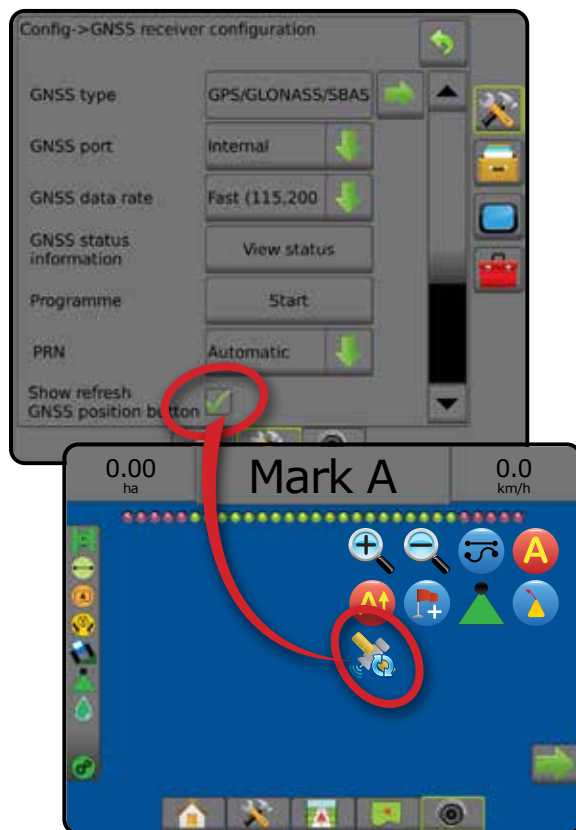 Config->GNSS receiver configuration
GNSS type
GPS/GLONASS/SBAS
GNSS port
Internal
GNSS data rate
Fast (115,200
GNSS status
information
View status
Programme
Start
PRN
Automatic
Show refresh
GNSS position button
0.00
ha
Mark A
0.0
km/h
A
A